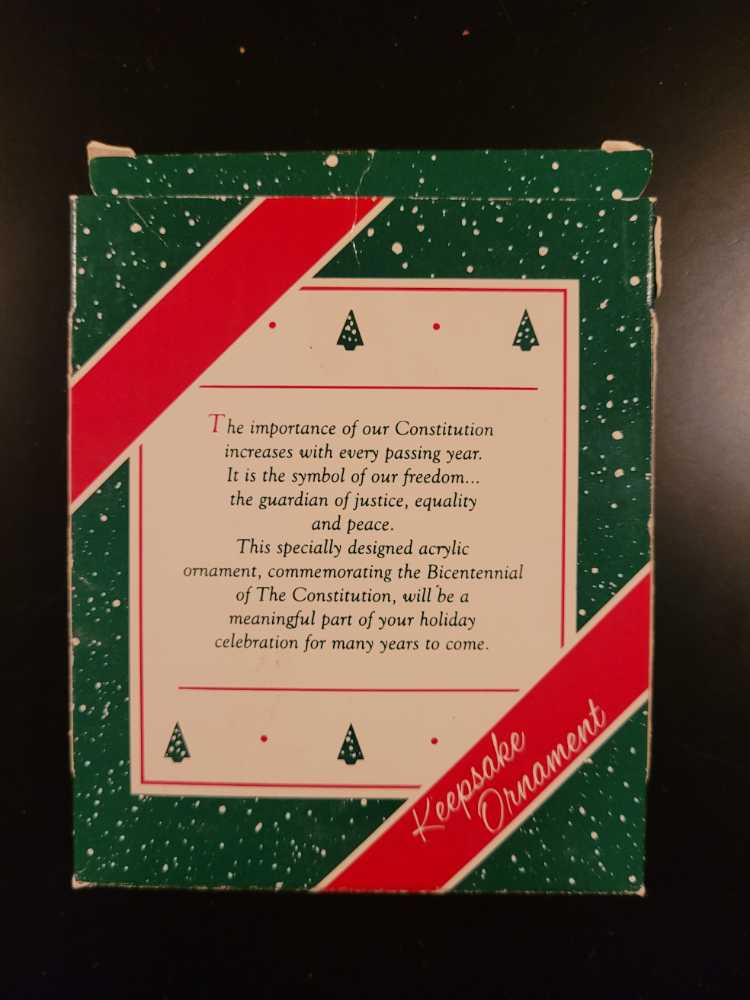 The importance of our Constitution
increases with every passing year.
It is the symbol of our freedom...
the guardian of justice, equality
and peace.
This specially designed acrylic
ornament, commemorating the Bicentennial
of The Constitution, will be a
meaningful part of your holiday
celebration for many years to come.
Keepsake
Ornament